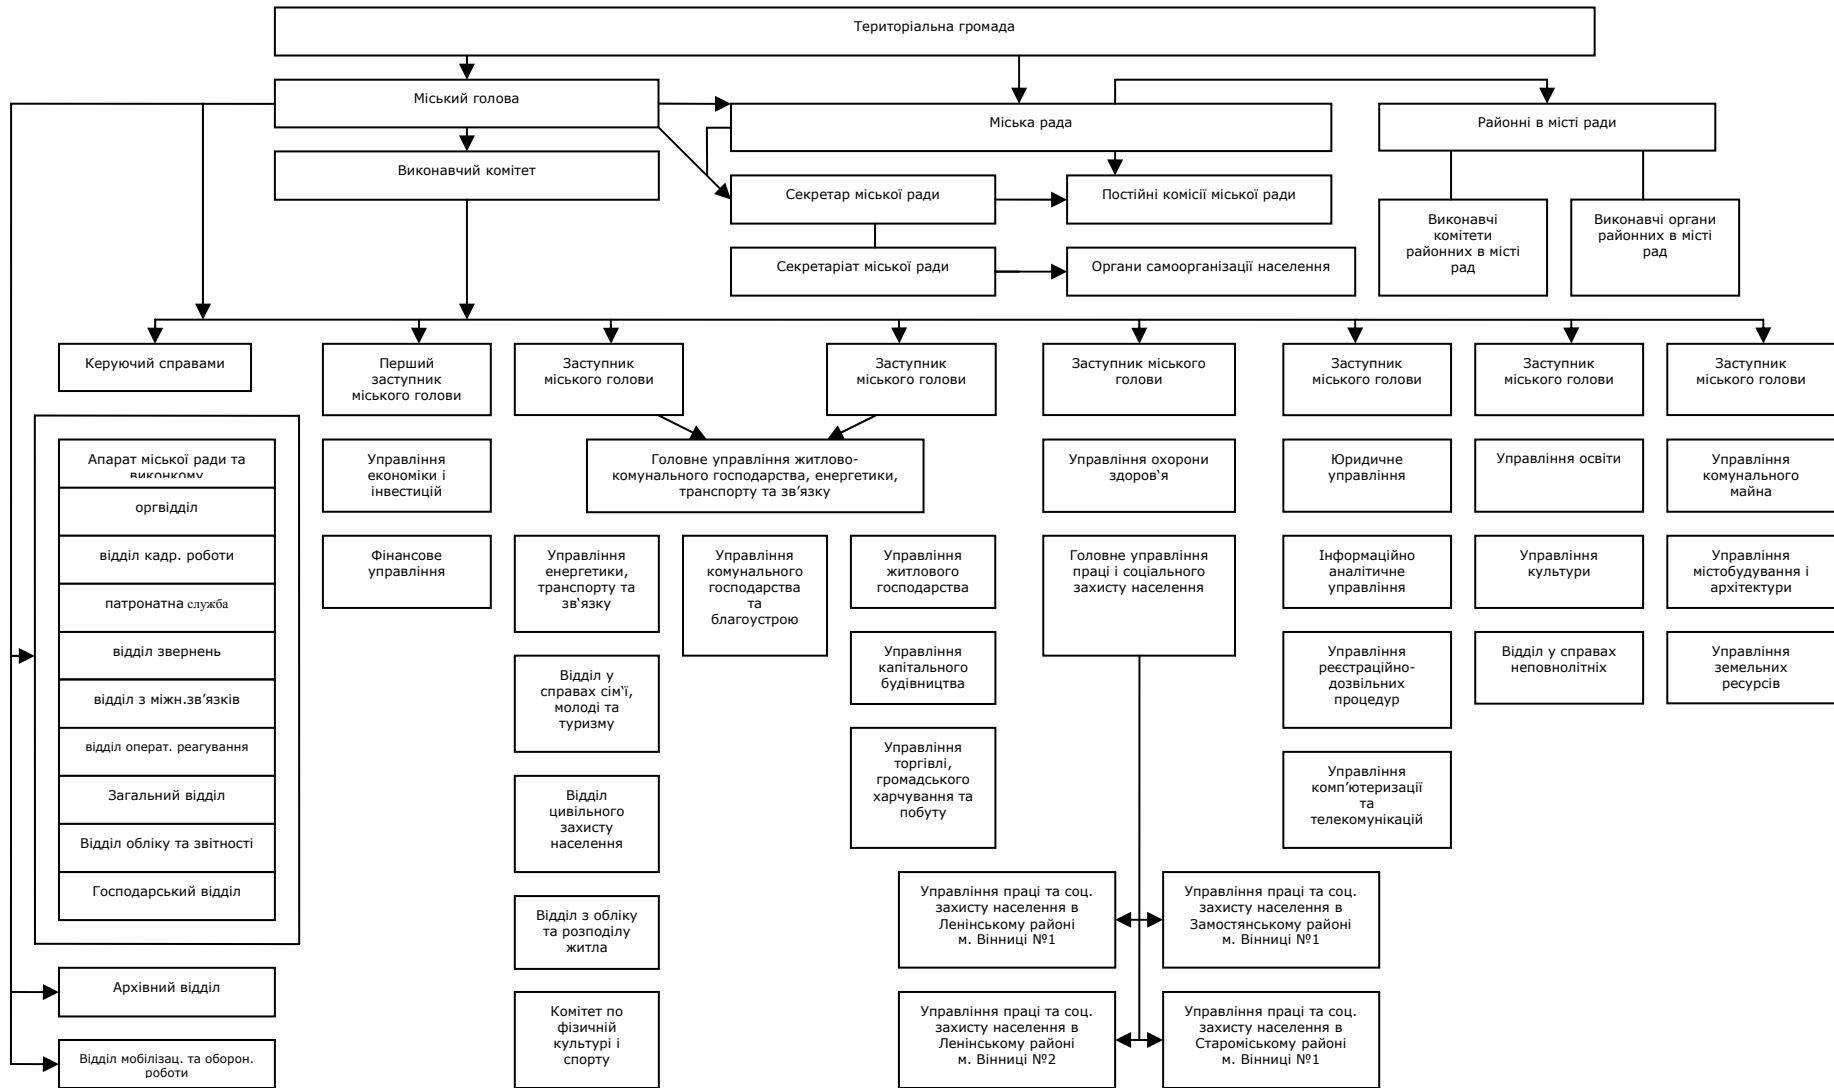 Територіальна громада
Міський голова
Міська рада
Районні в місті ради
Виконавчий комітет
Секретар міської ради
Постійні комісії міської ради
Виконавчі
комітети
районних в місті
рад
Виконавчі органи
районних в місті
рад
Секретаріат міської ради
Органи самоорганізації населення
Керуючий справами
Перший
заступник
міського голови
Заступник
міського голови
Заступник
міського голови
Заступник міського
голови
Заступник
міського голови
Заступник
міського голови
Заступник
міського голови
Апарат міської ради та
виконкому
оргвідділ
відділ кадр. роботи
патронатна служба
відділ звернень
відділ з міжн.зв’язків
відділ операт. реагування
Загальний відділ
Відділ обліку та звітності
Господарський відділ
Архівний відділ
Відділ мобілізац. та оборон.
роботи
Управління
економіки і
інвестицій
Фінансове
управління
Головне управління житлово-
комунального господарства, енергетики,
транспорту та зв’язку
Управління
енергетики,
транспорту та
зв‘язку
Управління
комунального
господарства
та
благоустрою
Управління
житлового
господарства
Відділ у
справах сім‘ї,
молоді та
туризму
Управління
капітального
будівництва
Відділ
цивільного
захисту
населення
Управління
торгівлі,
громадського
харчування та
побуту
Відділ з обліку
та розподілу
житла
Комітет по
фізичній
культурі і
спорту
Управління охорони
здоров‘я
Головне управління
праці і соціального
захисту населення
Управління праці та соц.
захисту населення в
Ленінському районі
м. Вінниці №1
Управління праці та соц.
захисту населення в
Замостянському районі
м. Вінниці №1
Управління праці та соц.
захисту населення в
Ленінському районі
м. Вінниці №2
Управління праці та соц.
захисту населення в
Староміському районі
м. Вінниці №1
Юридичне
управління
Інформаційно
аналітичне
управління
Управління
реєстраційно-
дозвільних
процедур
Управління
комп’ютеризації
та
телекомунікацій
Управління освіти
Управління
культури
Відділ у справах
неповнолітніх
Управління
комунального
майна
Управління
містобудування і
архітектури
Управління
земельних
ресурсів